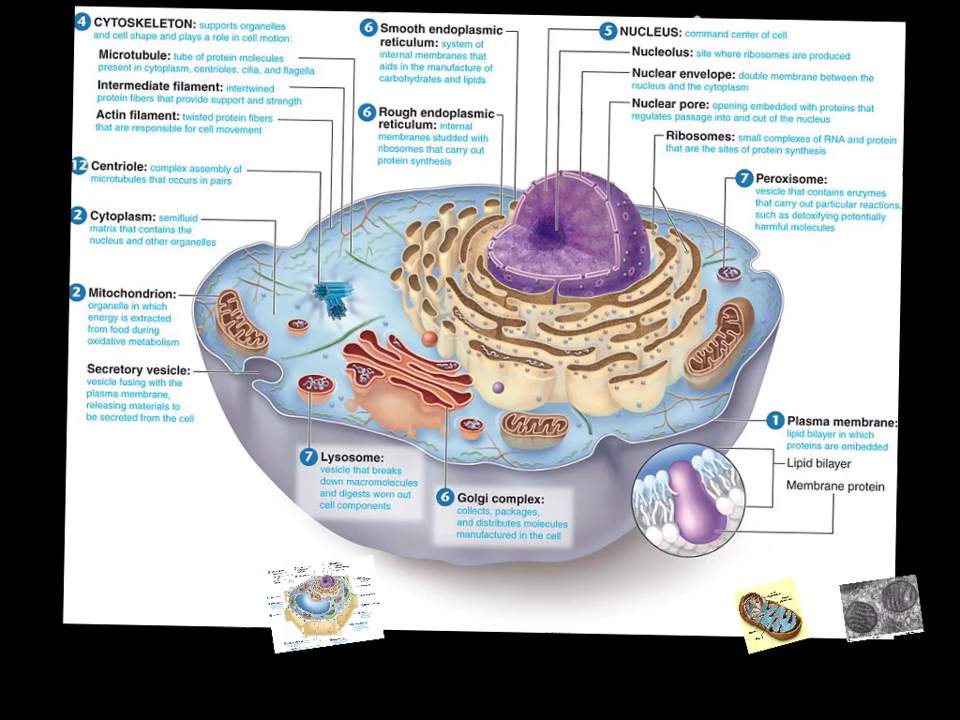 4 CYTOSKELETON: supports organelles
and cell shape and plays a role in cell motion:
Microtubule: tube of protein molecules
present in cytoplasm, centrioles, cilia, and flagella
Intermediate filament: intertwined
protein fibers that provide support and strength
Actin filament: twisted protein fibers
that are responsible for cell movement
12 Centriole: complex assembly of
microtubules that occurs in pairs
2 Cytoplasm: semifluid
matrix that contains the
nucleus and other organelles
2 Mitochondrion:
organelle in which
energy is extracted
from food during
oxidative metabolism
Secretory vesicle:
vesicle fusing with the
plasma membrane,
releasing materials to
be secreted from the cell
6 Smooth endoplasmic
reticulum: system of
internal membranes that
aids in the manufacture of
carbohydrates and lipids
6 Rough endoplasmic
reticulum: internal
membranes studded with
ribosomes that carry out
protein synthesis
5 NUCLEUS: command center of cell
Nucleolus: site where ribosomes are produced
Nuclear envelope: double membrane between the
nucleus and the cytoplasm
Nuclear pore: opening embedded with proteins that
regulates passage into and out of the nucleus
Ribosomes: small complexes of RNA and protein
that are the sites of protein synthesis
7 Peroxisome:
vesicle that contains enzymes
that carry out particular reactions,
such as detoxifying potentially
harmful molecules
7 Lysosome:
vesicle that breaks
down macromolecules
and digests worn out
cell components
6 Golgi complex:
collects, packages,
and distributes molecules
manufactured in the cell
1 Plasma membrane:
lipid bilayer in which
proteins are embedded
Lipid bilayer
Membrane protein